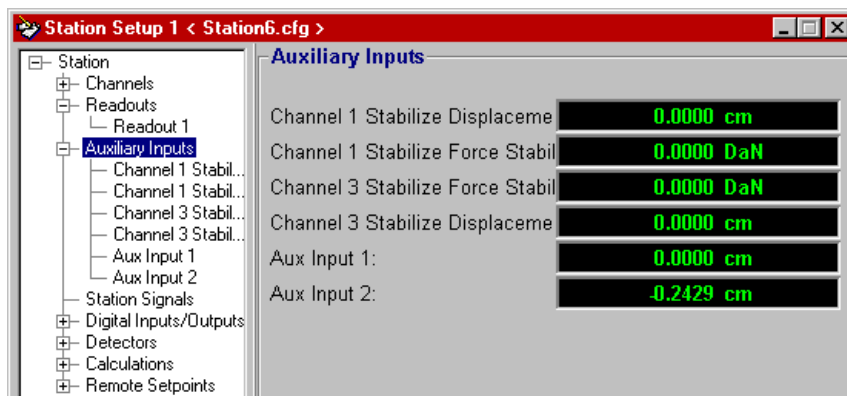 Station Setup 1 < Station6.cfg >
Station
Channels
Readouts
Readout 1
Auxiliary Inputs
Channel 1 Stabil...
Channel 1 Stabil...
Channel 3 Stabil...
Channel 3 Stabil...
Aux Input 1
Aux Input 2
Station Signals
Digital Inputs/Outputs
Detectors
Calculations
Remote Setpoints
Auxiliary Inputs
Channel 1 Stabilize Displaceme 0.0000 cm
Channel 1 Stabilize Force Stabil 0.0000 DaN
Channel 3 Stabilize Force Stabil 0.0000 DaN
Channel 3 Stabilize Displaceme 0.0000 cm
Aux Input 1: 0.0000 cm
Aux Input 2: -0.2429 cm